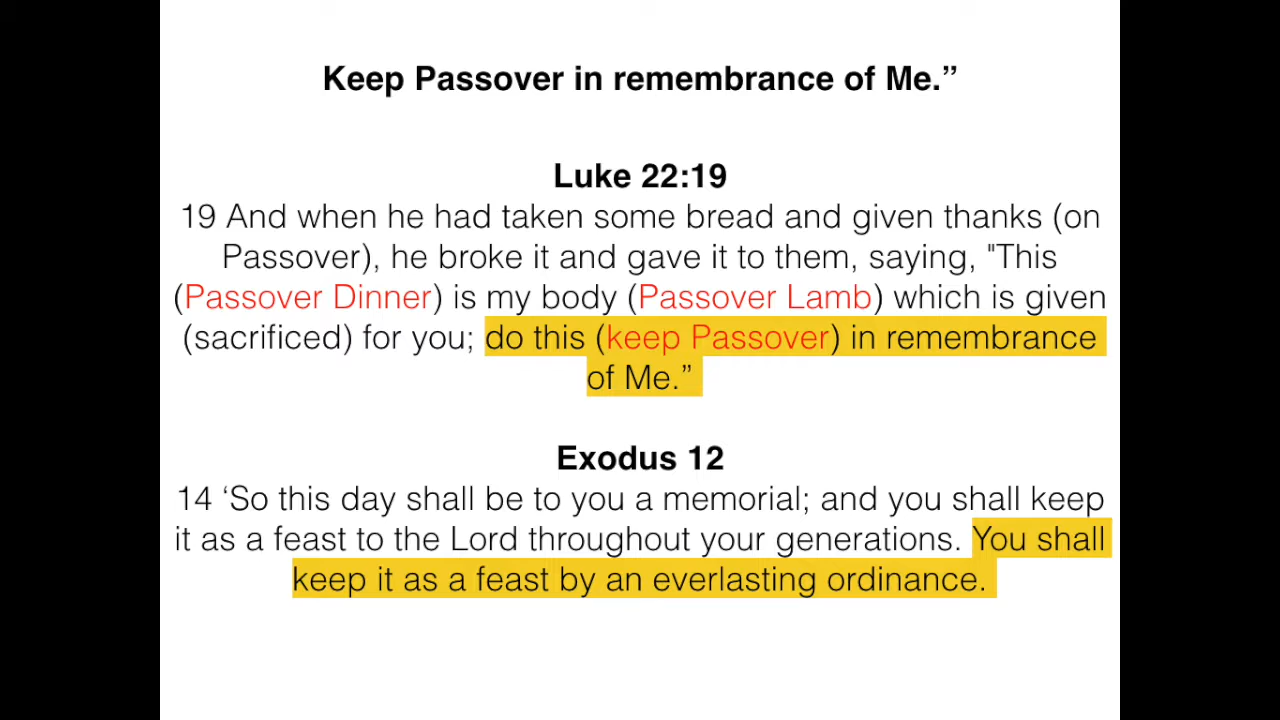 Keep Passover in remembrance of Me.”
Luke 22:19
19 And when he had taken some bread and given thanks (on
Passover), he broke it and gave it to them, saying, "This
(Passover Dinner) is my body (Passover Lamb) which is given
(sacrificed) for you; do this (keep Passover) in remembrance
of Me.”
Exodus 12
14 ‘So this day shall be to you a memorial; and you shall keep
it as a feast to the Lord throughout your generations. You shall
keep it as a feast by an everlasting ordinance.